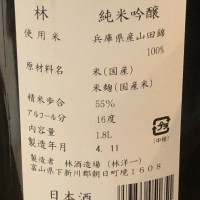 林 純米吟醸
使用米 兵庫県産山田錦
100%
原材料名 米(国産)
米麹(国産米)
精米歩合 55%
アルコール分 16度
内容量 1.8L
製造年月 4.11
製造者 林酒造場(林洋一)
富山県下新川郡朝日町境1608
日本酒